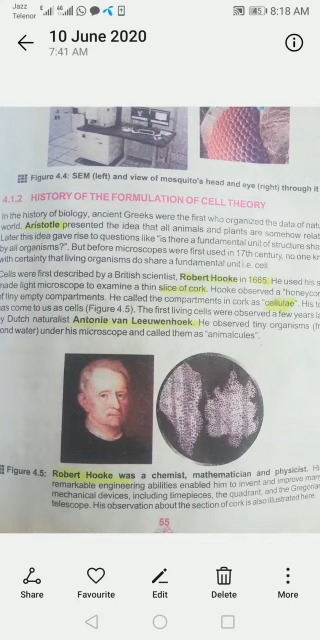 Jazz
Telenor
45 8:18 AM
10 June 2020
7:41 AM
Figure 4.4: SEM (left) and view of mosquito's head and eye (right) through it
4.1.2 HISTORY OF THE FORMULATION OF CELL THEORY
In the history of biology, ancient Greeks were the first who organized the data of natu
world. Aristotle presented the idea that all animals and plants are somehow relat
Later this idea gave rise to questions like "is there a fundamental unit of structure sha
by all organisms?". But before microscopes were first used in 17th century, no one kn
with certainty that living organisms do share a fundamental unit i.e. cell.
Cells were first described by a British scientist, Robert Hooke in 1665. He used his s
made light microscope to examine a thin slice of cork. Hooke observed a "honeycor
of tiny empty compartments. He called the compartments in cork as "cellulae". His te
as come to us as cells (Figure 4.5). The first living cells were observed a few years la
y Dutch naturalist Antonie van Leeuwenhoek. He observed tiny organisms (fr
ond water) under his microscope and called them as "animalcules".
Figure 4.5: Robert Hooke was a chemist, mathematician and physicist. Hi
remarkable engineering abilities enabled him to invent and improve man
mechanical devices, including timepieces, the quadrant, and the Gregorian
telescope. His observation about the section of cork is also illustrated here.
55
Share Favourite Edit Delete More